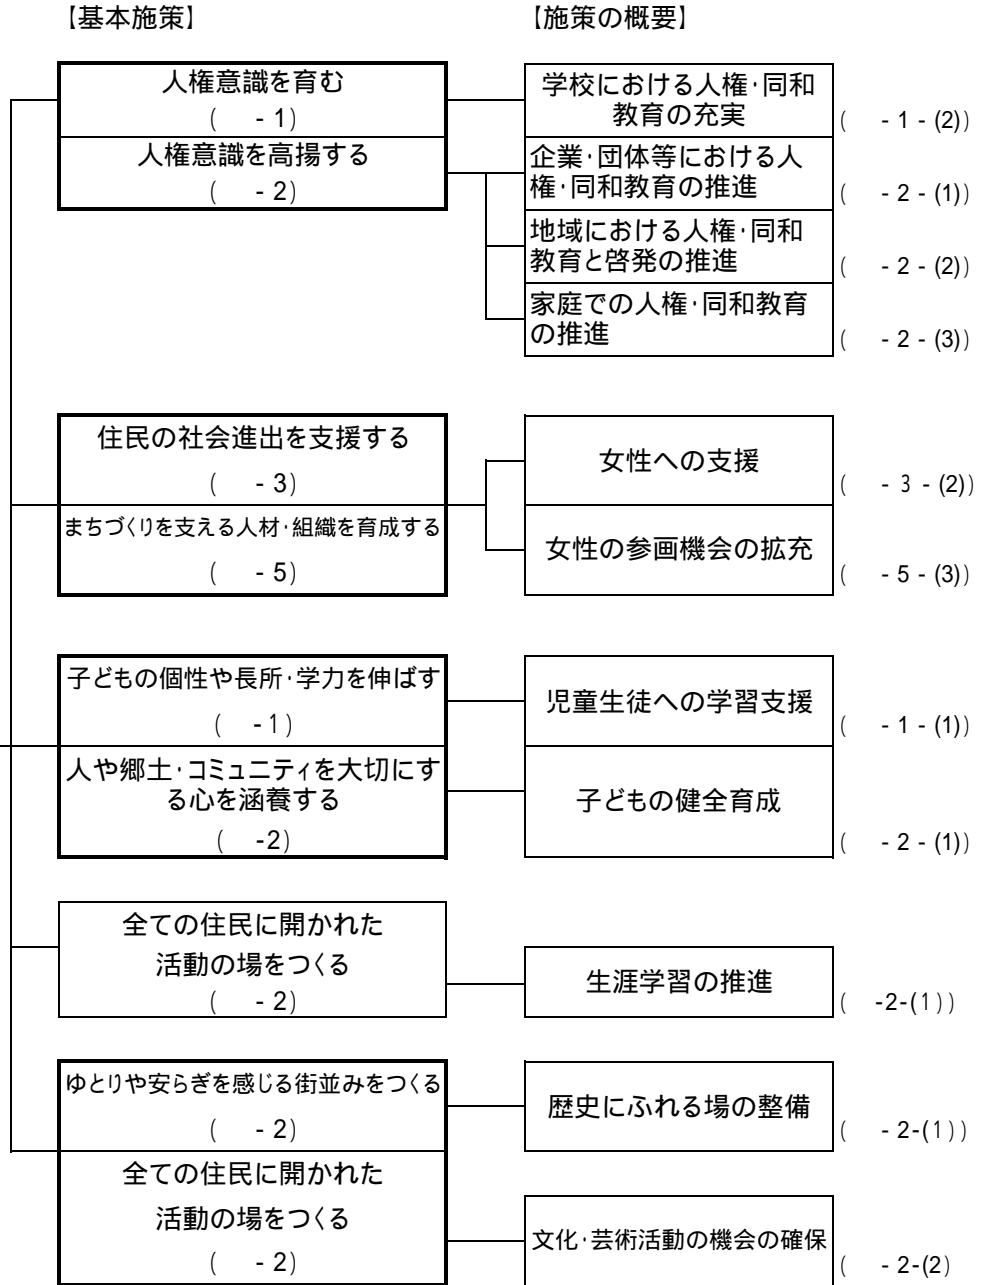 【基本施策】
【施策の概要】
人権意識を育む
(　- 1)
学校における人権･同和
教育の充実
(　- 1 - (2))
人権意識を高揚する
(　- 2)
企業･団体等における人
権･同和教育の推進
(　- 2 - (1))
地域における人権･同和
教育と啓発の推進
(　- 2 - (2))
家庭での人権･同和教育
の推進
(　- 2 - (3))
住民の社会進出を支援する
(　- 3)
女性への支援
(　- 3 - (2))
まちづくりを支える人材･組織を育成する
(　- 5)
女性の参画機会の拡充
(　- 5 - (3))
子どもの個性や長所･学力を伸ばす
(　-1)
児童生徒への学習支援
(　- 1 - (1))
人や郷土･コミュニティを大切にす
る心を涵養する
(　-2)
子どもの健全育成
(　- 2 - (1))
全ての住民に開かれた
活動の場をつくる
(　- 2)
生涯学習の推進
(　-2-(1))
ゆとりや安らぎを感じる街並みをつくる
(　- 2)
歴史にふれる場の整備
(　- 2-(1))
全ての住民に開かれた
活動の場をつくる
(　- 2)
文化･芸術活動の機会の確保
(　- 2-(2)